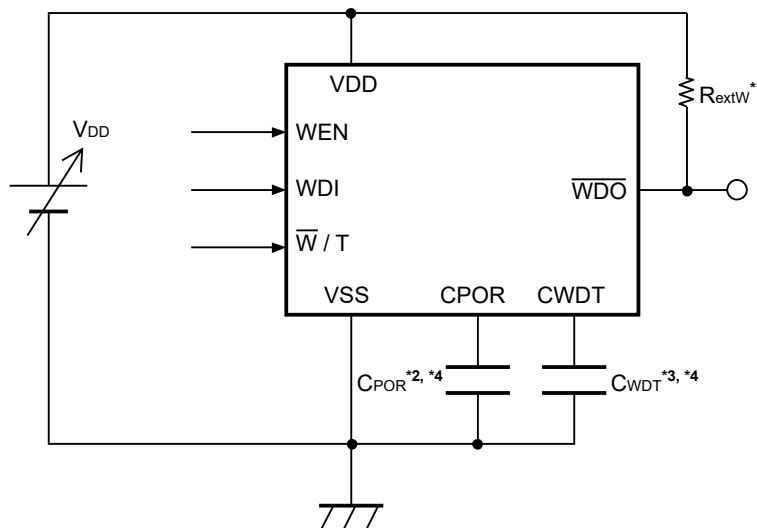 VDD
VDD
RextW*
WEN
WDI
WDO
W / T
VSS
CPOR
CWDT
CPOR*2, *4
CWDT*3, *4